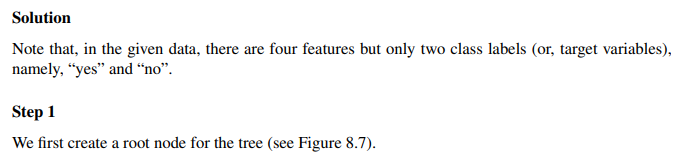 Solution
Note that, in the given data, there are four features but only two class labels (or, target variables),
namely, “yes” and “no”.
Step 1
We first create a root node for the tree (see Figure 8.7).